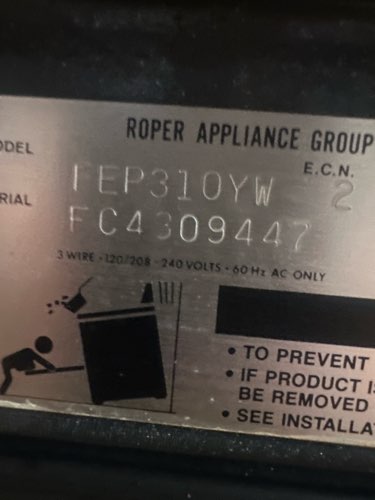 ROPER APPLIANCE GROUP
ODEL
FEP310YW
E.C.N.
2
RIAL
FC4309447
3 WIRE • 120/208 - 240 VOLTS • 60 Hz AC ONLY
• TO PREVENT
• IF PRODUCT IS
BE REMOVED
• SEE INSTALLA